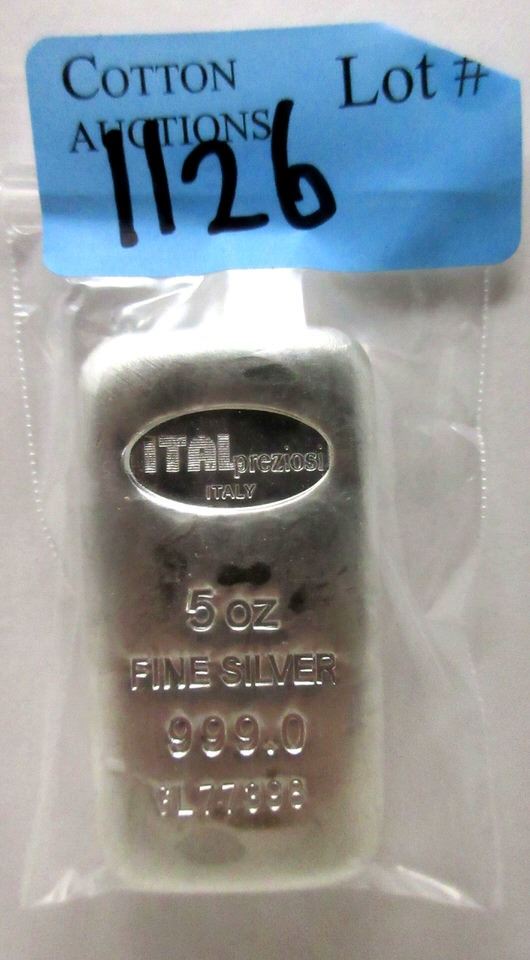 COTTON AUCTIONS
Lot #
1126
ITALpreziosi
ITALY
5 oz
FINE SILVER
999.0